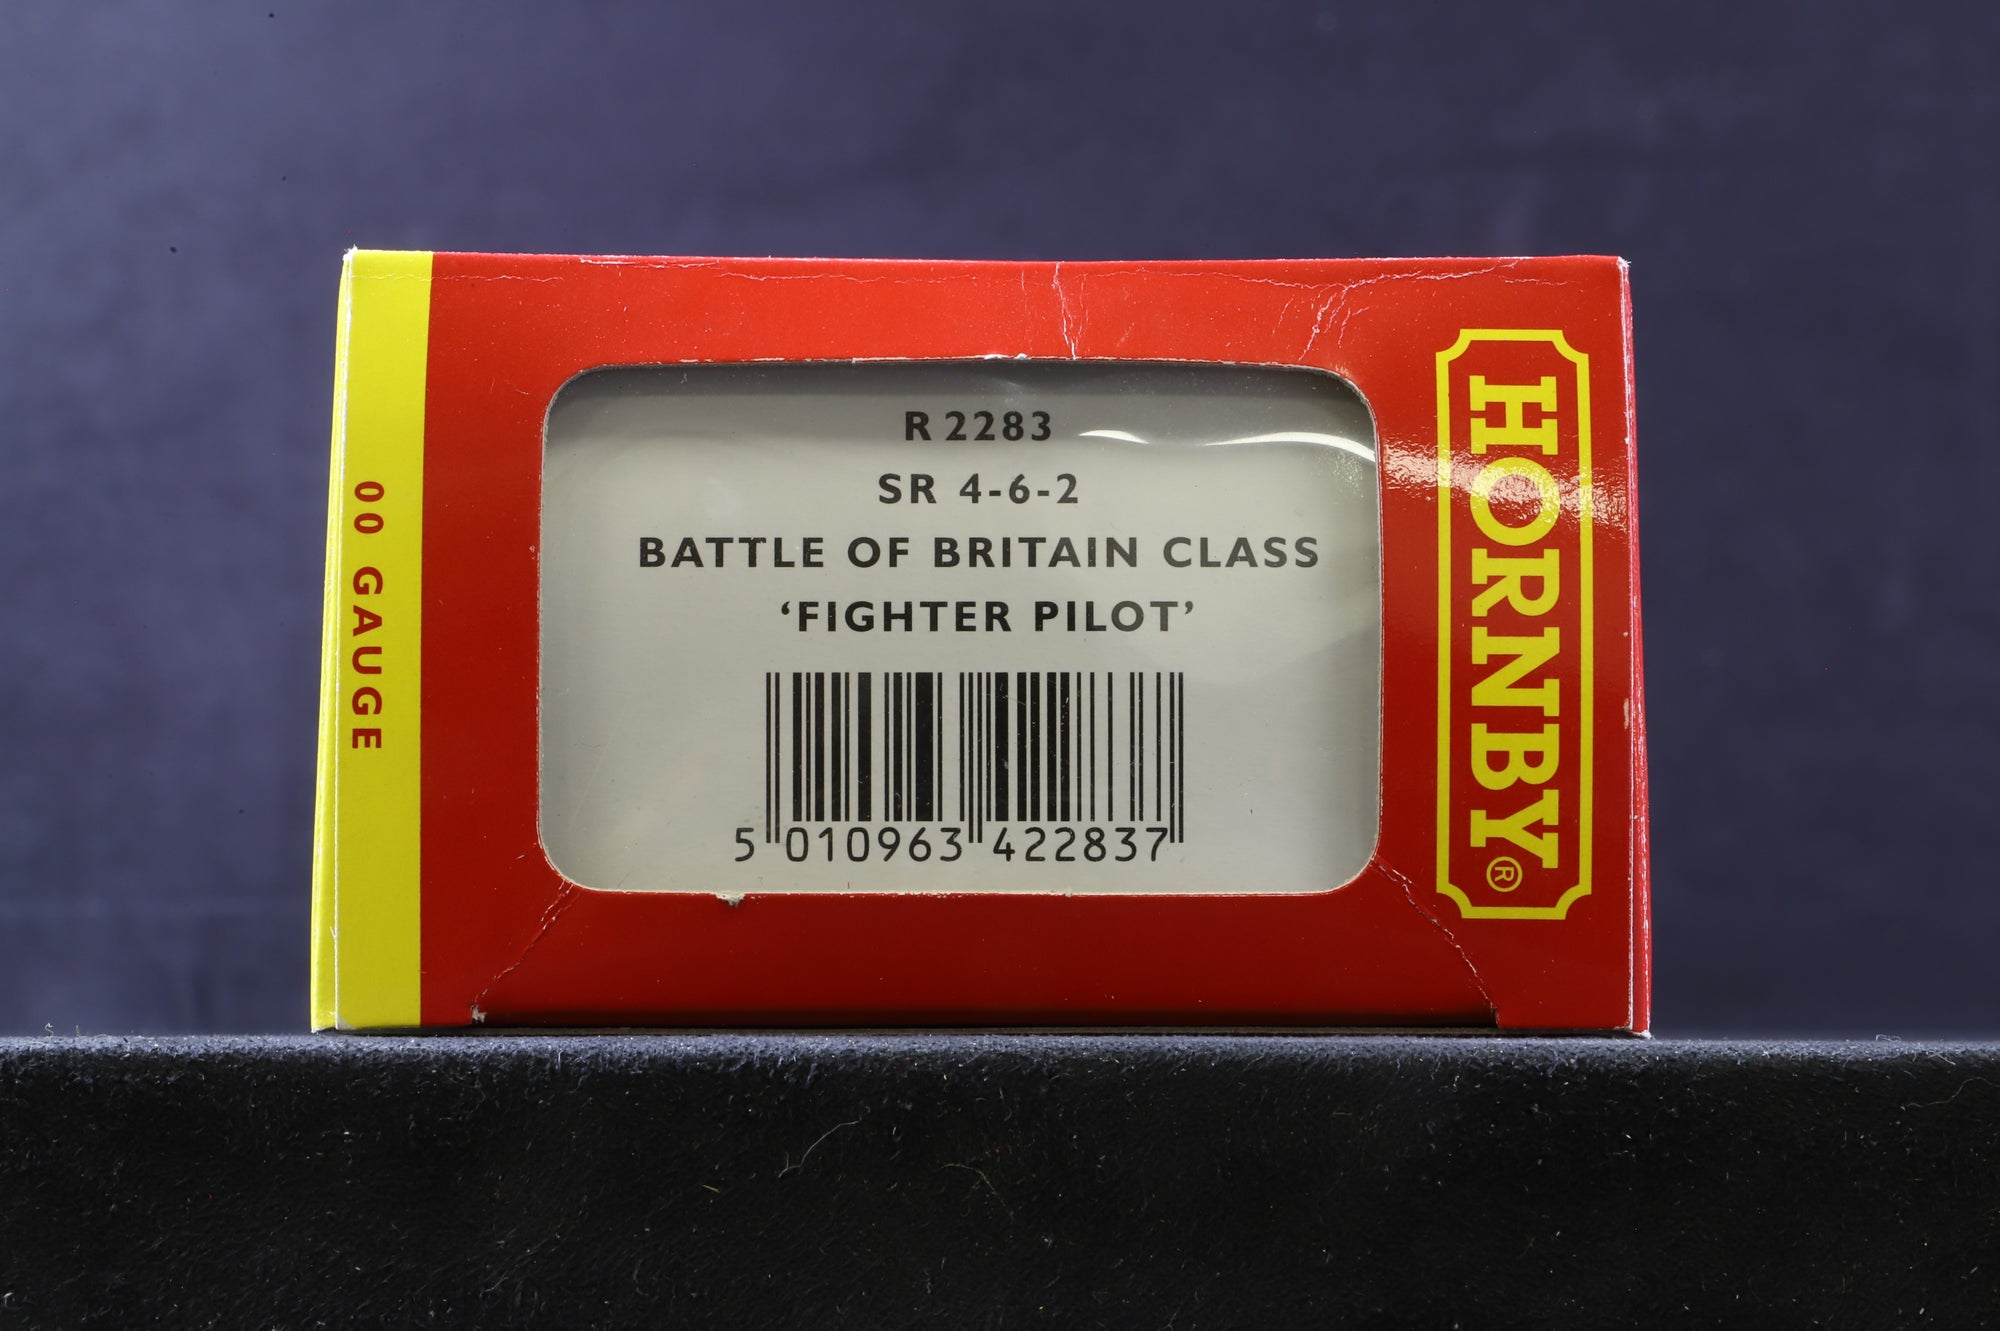 00 GAUGE
R 2283
SR 4-6-2
BATTLE OF BRITAIN CLASS
‘FIGHTER PILOT’
5 010963 422837
HORNBY®